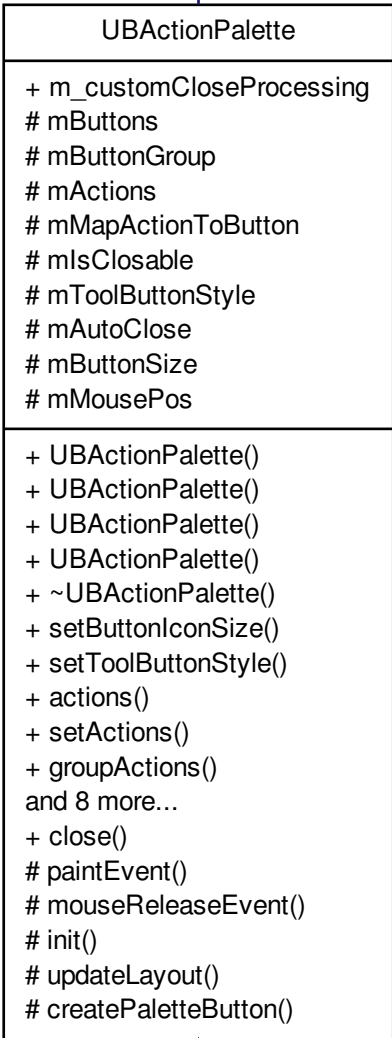 UBActionPalette
+ m_customCloseProcessing
# mButtons
# mButtonGroup
# mActions
# mMapActionToButton
# mIsClosable
# mToolButtonStyle
# mAutoClose
# mButtonSize
# mMousePos
+ UBActionPalette()
+ UBActionPalette()
+ UBActionPalette()
+ UBActionPalette()
+ ~UBActionPalette()
+ setButtonIconSize()
+ setToolButtonStyle()
+ actions()
+ setActions()
+ groupActions()
and 8 more...
+ close()
# paintEvent()
# mouseReleaseEvent()
# init()
# updateLayout()
# createPaletteButton()